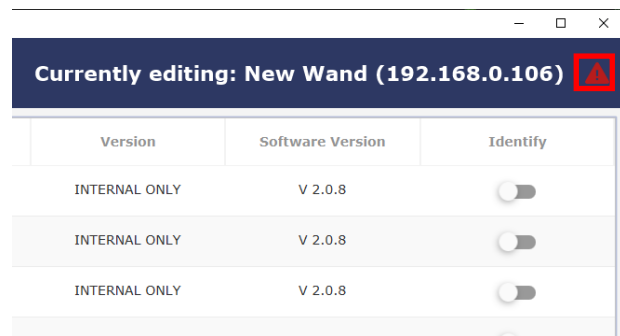 Currently editing: New Wand (192.168.0.106)
Version Software Version Identify
INTERNAL ONLY V 2.0.8
INTERNAL ONLY V 2.0.8
INTERNAL ONLY V 2.0.8